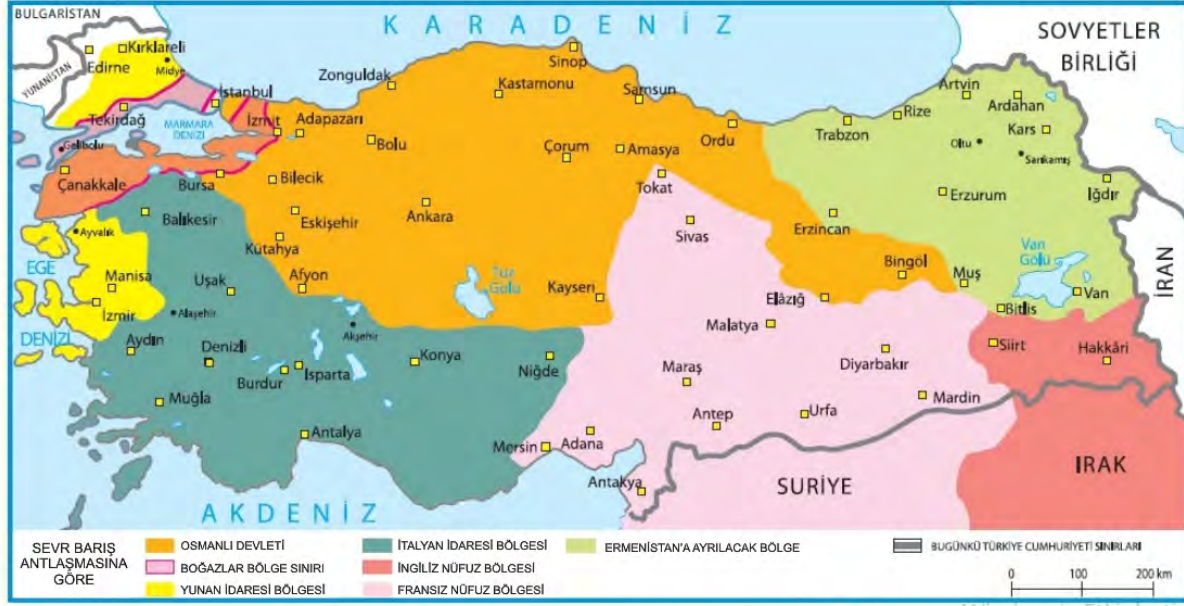 BULGARİSTAN
KARADENİZ
SOVYETLER
BİRLİĞİ
YUNANİSTAN
Kırklareli
Edirne
Midye
İstanbul
Tekirdağ
MARMARA
DENİZİ
Gelibolu
Çanakkale
İzmit
Adapazarı
Zonguldak
Kastamonu
Sinop
Samsun
Bolu
Çorum
Amasya
Ordu
Trabzon
Rize
Artvin
Ardahan
Kars
Oltu
Sarıkamış
Iğdır
Erzurum
Bursa
Bilecik
Eskişehir
Ankara
Tokat
Sivas
Erzincan
Balıkesir
Ayvalık
Kütahya
Afyon
EGE
DENİZİ
Manisa
İzmir
Uşak
Alaşehir
Akşehir
Tuz
Gölü
Kayseri
Bingöl
Muş
Van
Gölü
Van
Bitlis
Elâzığ
Malatya
İRAN
Aydın
Denizli
Burdur
Isparta
Konya
Niğde
Maraş
Diyarbakır
Siirt
Hakkâri
Muğla
Antalya
Mersin
Adana
Antep
Urfa
Mardin
Antakya
SURİYE
IRAK
AKDENİZ
SEVR BARIŞ
ANTLAŞMASINA
GÖRE
OSMANLI DEVLETİ
BOĞAZLAR BÖLGE SINIRI
YUNAN İDARESİ BÖLGESİ
İTALYAN İDARESİ BÖLGESİ
İNGİLİZ NÜFUZ BÖLGESİ
FRANSIZ NÜFUZ BÖLGESİ
ERMENİSTAN'A AYRILACAK BÖLGE
BUGÜNKÜ TÜRKİYE CUMHURİYETİ SINIRLARI
0 100 200 km